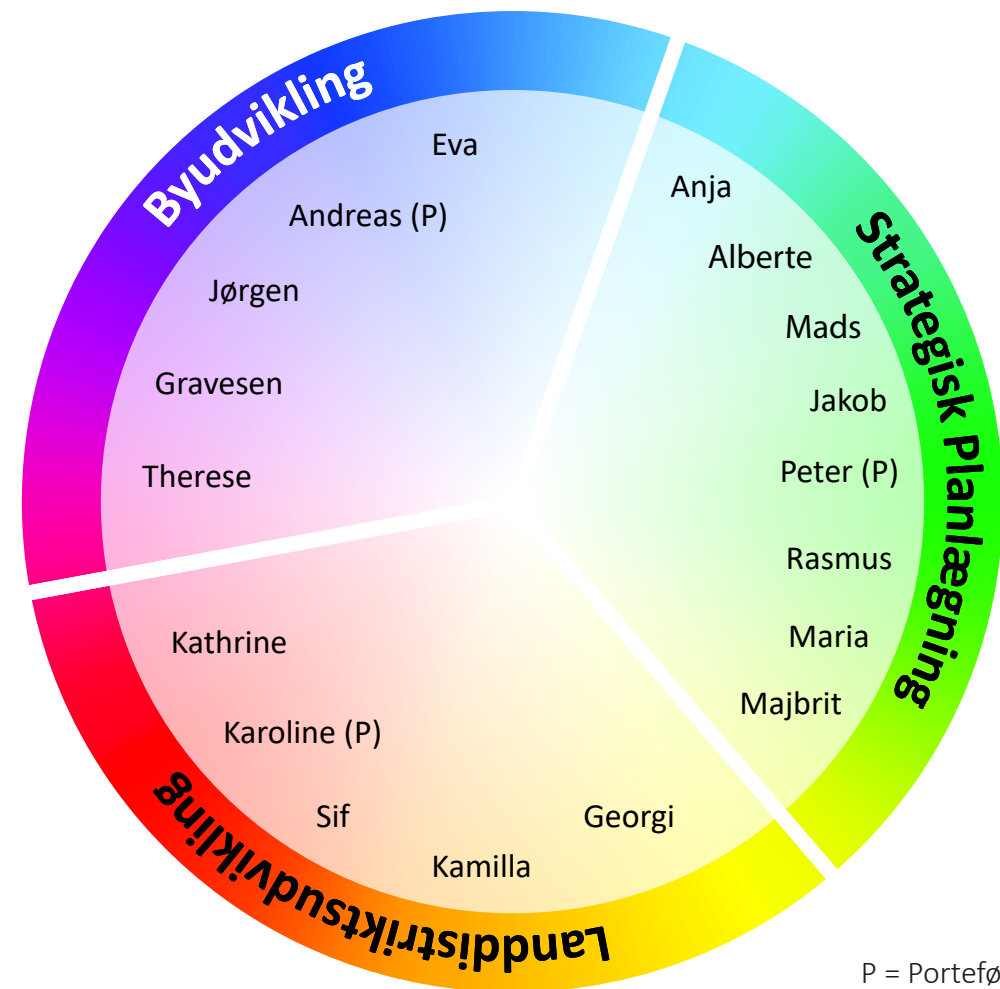 Byudvikling
Eva
Andreas (P)
Jørgen
Gravesen
Therese
Strategisk Planlægning
Anja
Alberte
Mads
Jakob
Peter (P)
Rasmus
Maria
Majbrit
Landdistriktsudvikling
Kathrine
Karoline (P)
Sif
Kamilla
Georgi
P = Portefø